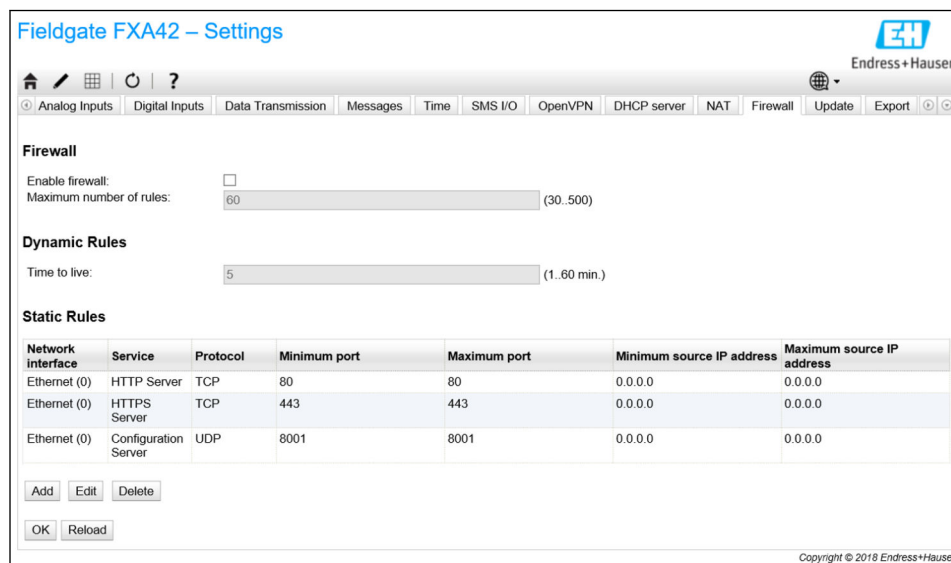 Fieldgate FXA42 – Settings
EH
Endress+Hauser
?
Analog Inputs Digital Inputs Data Transmission Messages Time SMS I/O OpenVPN DHCP server NAT Firewall Update Export
Firewall
Enable firewall:
Maximum number of rules: 60 (30..500)
Dynamic Rules
Time to live: 5 (1..60 min.)
Static Rules
Network interface Service Protocol Minimum port Maximum port Minimum source IP address Maximum source IP address
Ethernet (0) HTTP Server TCP 80 80 0.0.0.0 0.0.0.0
Ethernet (0) HTTPS Server TCP 443 443 0.0.0.0 0.0.0.0
Ethernet (0) Configuration Server UDP 8001 8001 0.0.0.0 0.0.0.0
Add Edit Delete
OK Reload
Copyright © 2018 Endress+Hause